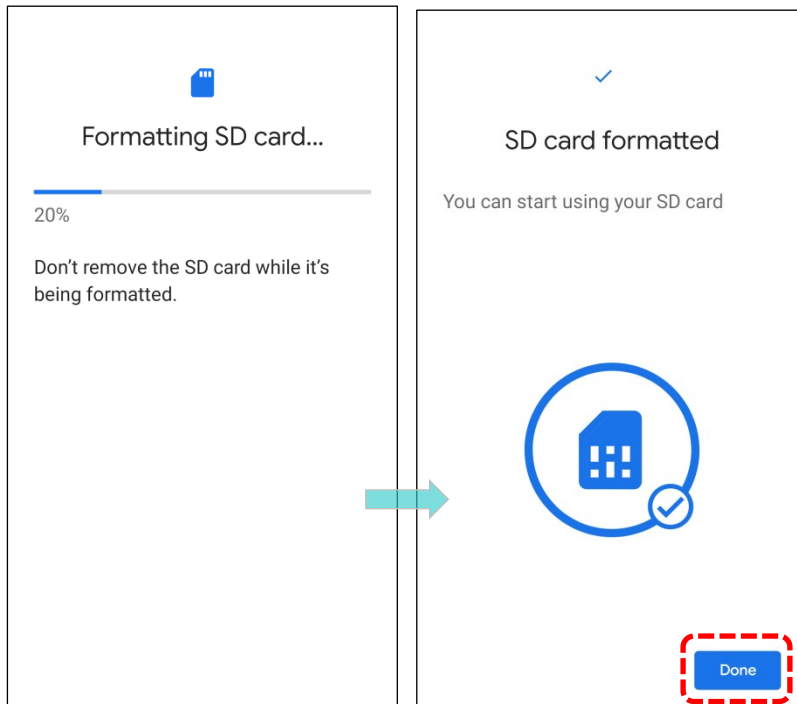 Formatting SD card...
20%
Don't remove the SD card while it's
being formatted.
SD card formatted
You can start using your SD card
Done